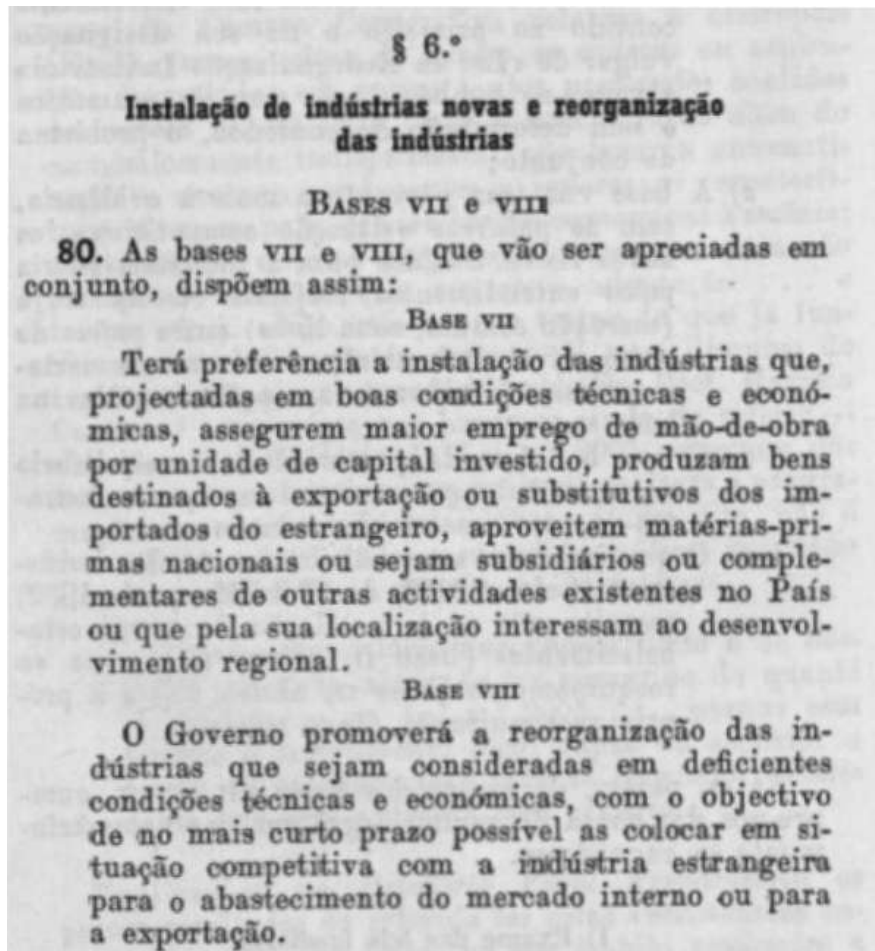 § 6.º
Instalação de indústrias novas e reorganização
das indústrias
BASES VII e VIII
80. As bases VII e VIII, que vão ser apreciadas em
conjunto, dispõem assim:
BASE VII
Terá preferência a instalação das indústrias que,
projectadas em boas condições técnicas e econó-
micas, assegurem maior emprego de mão-de-obra
por unidade de capital investido, produzam bens
destinados à exportação ou substitutivos dos im-
portados do estrangeiro, aproveitem matérias-pri-
mas nacionais ou sejam subsidiários ou comple-
mentares de outras actividades existentes no País
ou que pela sua localização interessam ao desenvol-
vimento regional.
BASE VIII
O Governo promoverá a reorganização das in-
dústrias que sejam consideradas em deficientes
condições técnicas e económicas, com o objectivo
de no mais curto prazo possível as colocar em si-
tuação competitiva com a indústria estrangeira
para o abastecimento do mercado interno ou para
a exportação.